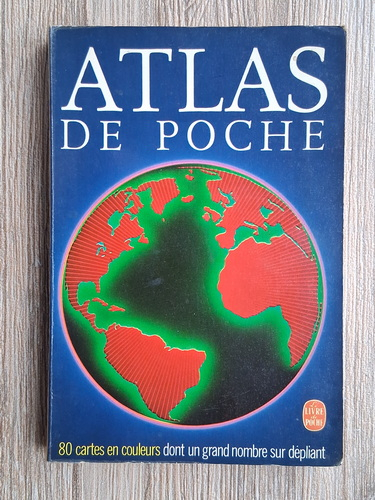 ATLAS
DE POCHE
LE
LIVRE
DE
POCHE
80 cartes en couleurs dont un grand nombre sur dépliant